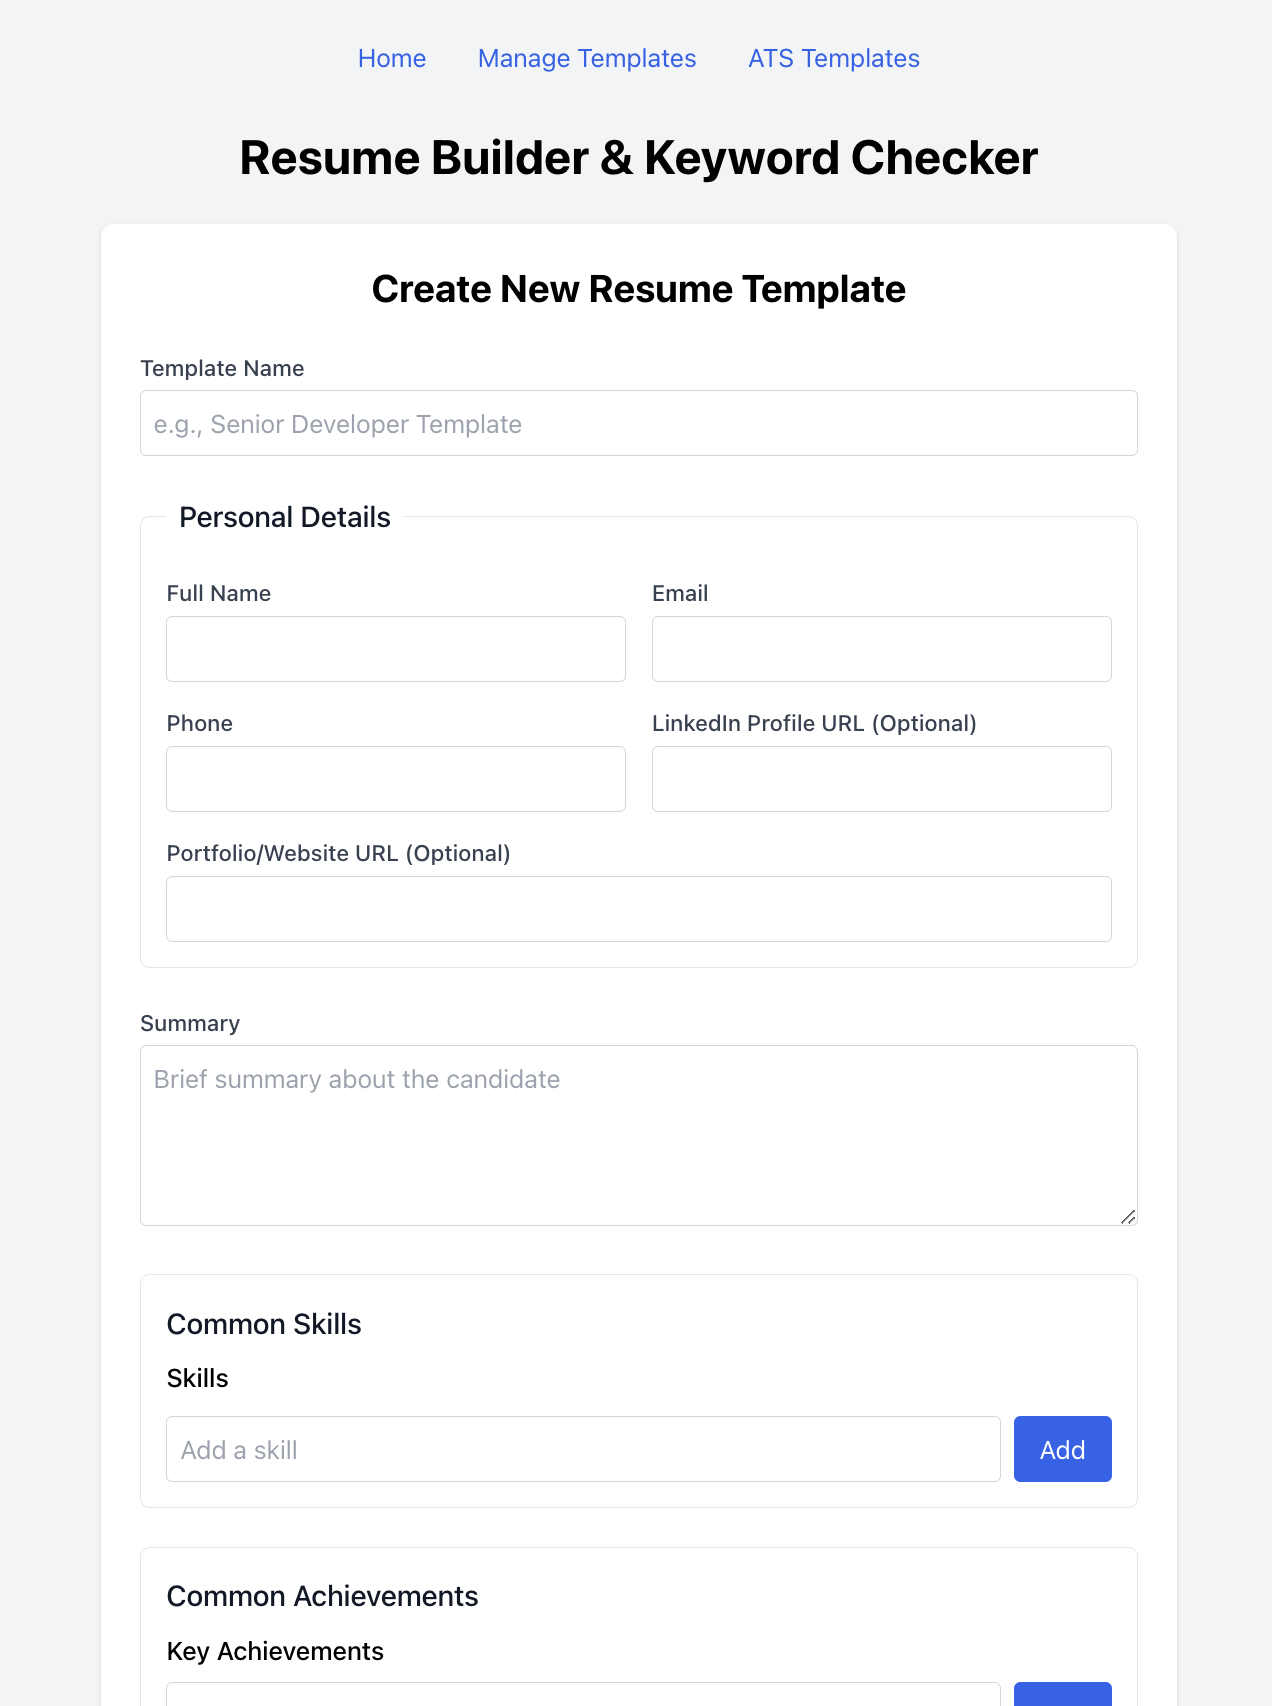 Home Manage Templates ATS Templates
Resume Builder & Keyword Checker
Create New Resume Template
Template Name
e.g., Senior Developer Template
Personal Details
Full Name Email
Phone LinkedIn Profile URL (Optional)
Portfolio/Website URL (Optional)
Summary
Brief summary about the candidate
Common Skills
Skills
Add a skill Add
Common Achievements
Key Achievements